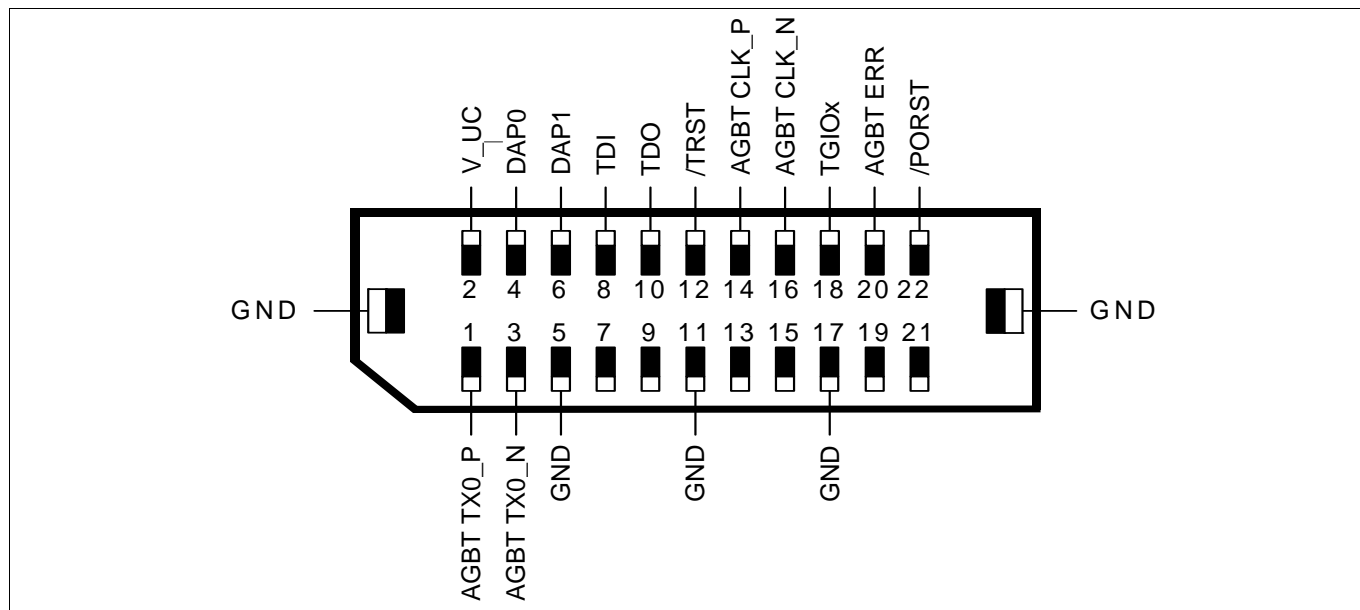 V_UC
DAP0
DAP1
TDI
TDO
/TRST
AGBT CLK_P
AGBT CLK_N
TGIOx
AGBT ERR
/PORST
2 4 6 8 10 12 14 16 18 20 22
GND
GND
1 3 5 7 9 11 13 15 17 19 21
AGBT TX0_P
AGBT TX0_N
GND
GND
GND